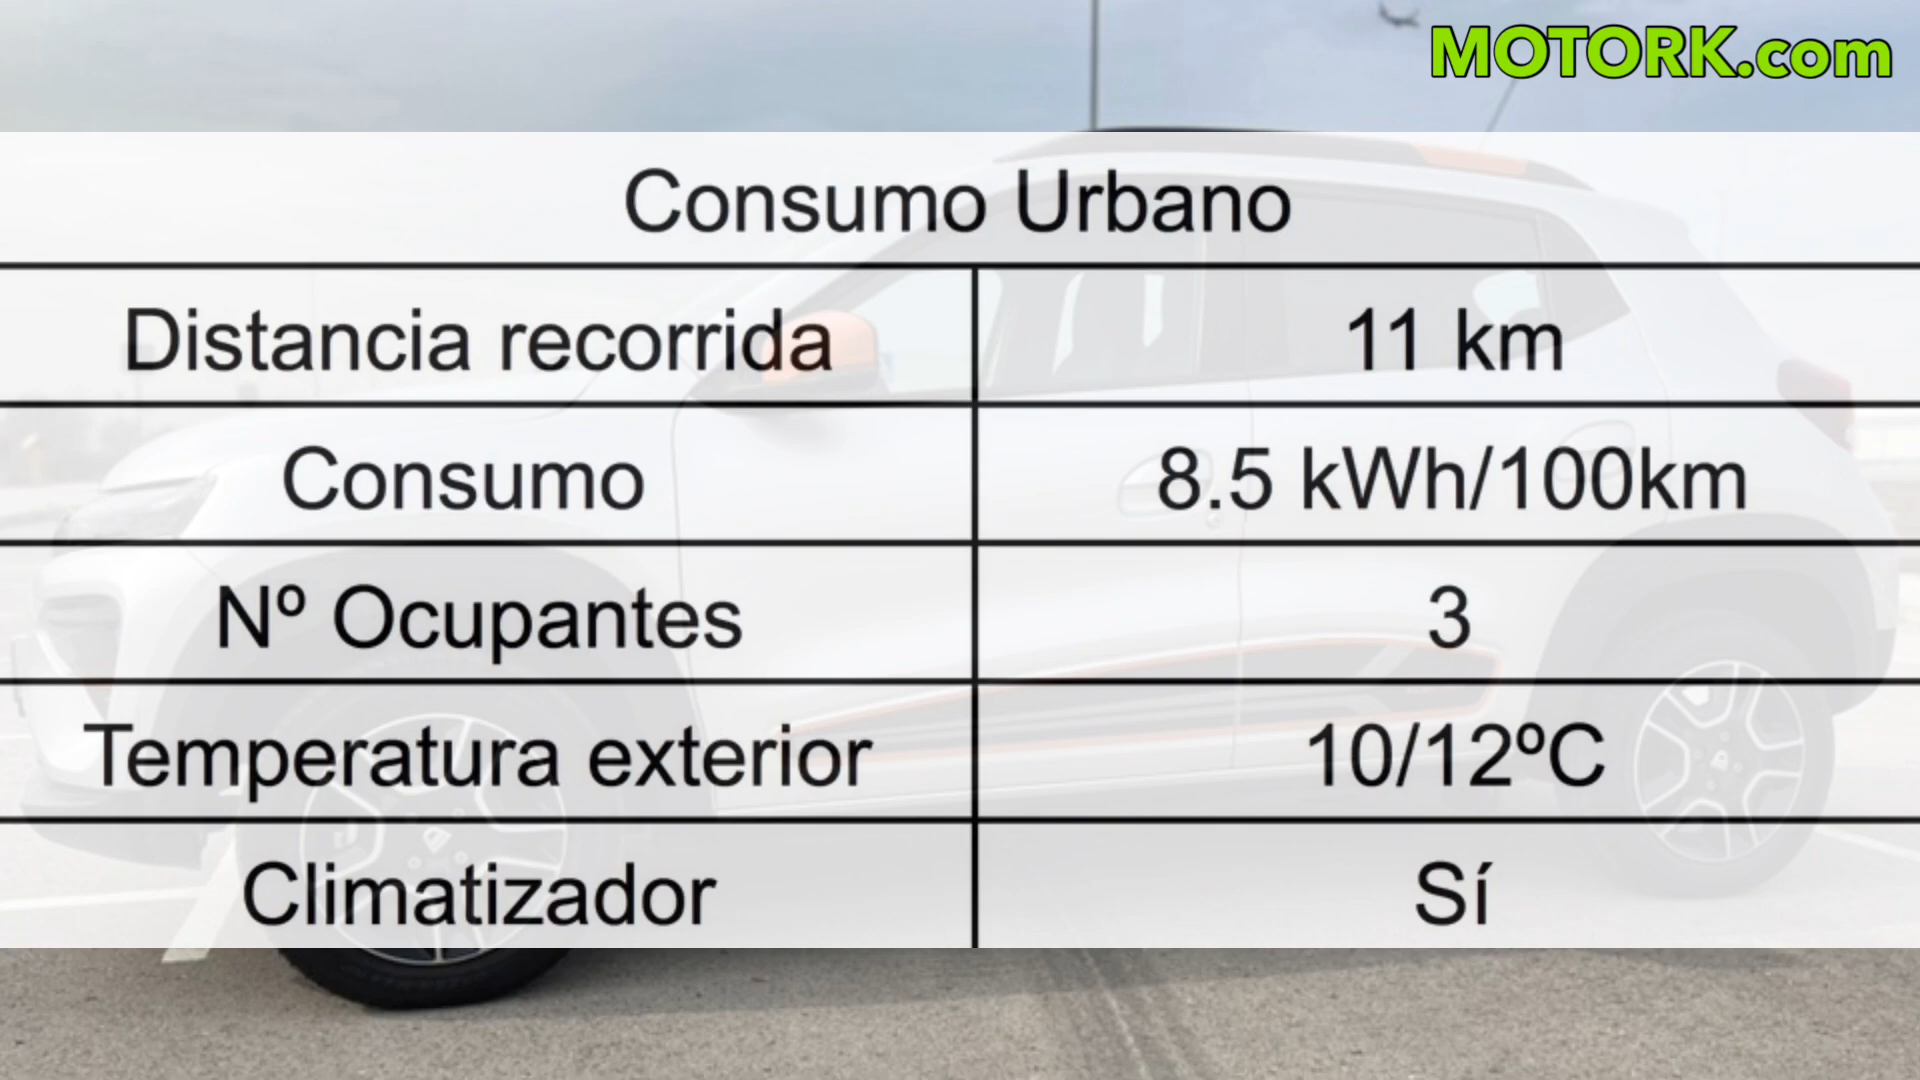 MOTORK.com
Consumo Urbano
Distancia recorrida 11 km
Consumo 8.5 kWh/100km
Nº Ocupantes 3
Temperatura exterior 10/12ºC
Climatizador Sí